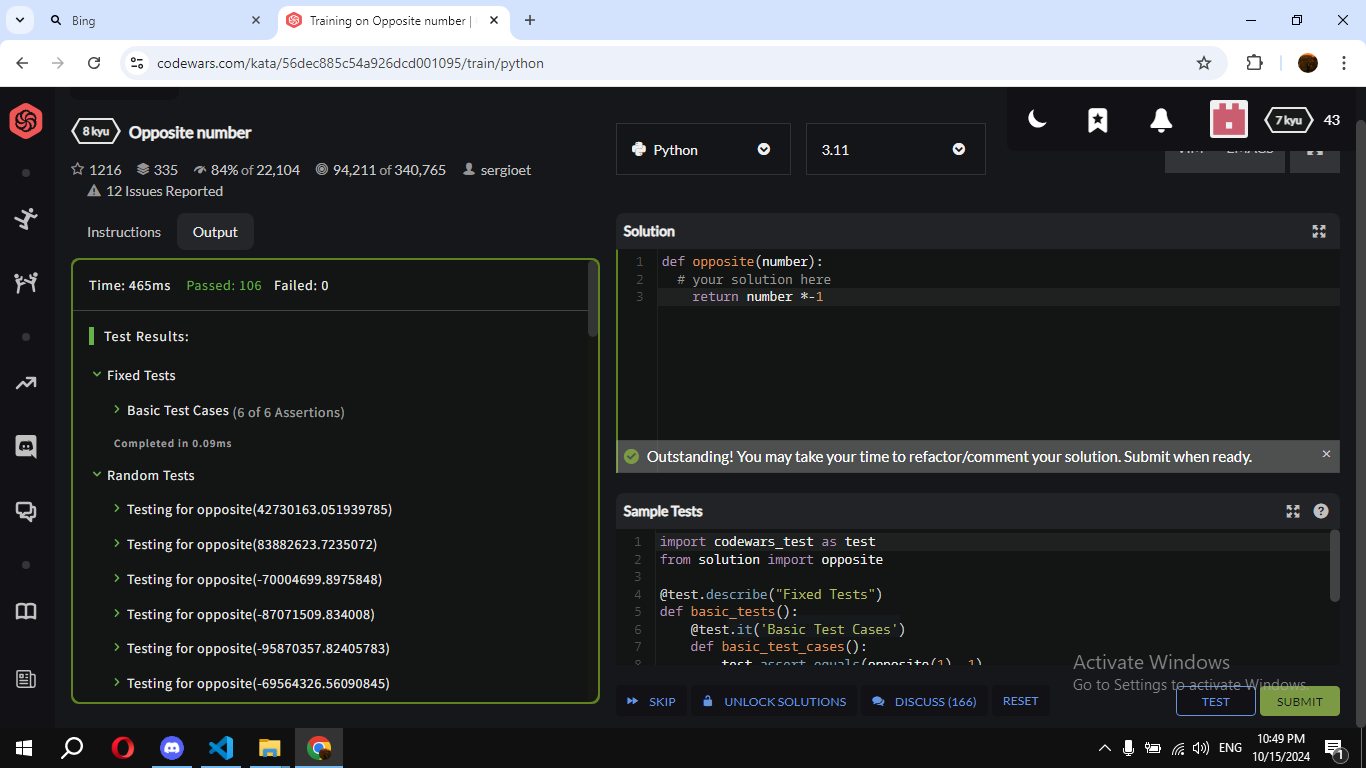 Bing
Training on Opposite number |
codewars.com/kata/56dec885c54a926dcd001095/train/python
8 kyu Opposite number
1216 335 84% of 22,104 94,211 of 340,765 sergioet
12 Issues Reported
Python
3.11
7 kyu 43
VIM EMACS
Instructions Output
Time: 465ms Passed: 106 Failed: 0
Test Results:
Fixed Tests
Basic Test Cases (6 of 6 Assertions)
Completed in 0.09ms
Random Tests
Testing for opposite(42730163.051939785)
Testing for opposite(83882623.7235072)
Testing for opposite(-70004699.8975848)
Testing for opposite(-87071509.834008)
Testing for opposite(-95870357.82405783)
Testing for opposite(-69564326.56090845)
Solution
1 def opposite(number):
2 # your solution here
3 return number *-1
Outstanding! You may take your time to refactor/comment your solution. Submit when ready.
Sample Tests
1 import codewars_test as test
2 from solution import opposite
3
4 @test.describe("Fixed Tests")
5 def basic_tests():
6 @test.it('Basic Test Cases')
7 def basic_test_cases():
8 test.assert_equals(opposite(1), -1)
Activate Windows
Go to Settings to activate Windows.
SKIP UNLOCK SOLUTIONS DISCUSS (166) RESET TEST SUBMIT
ENG
10:49 PM
10/15/2024
1